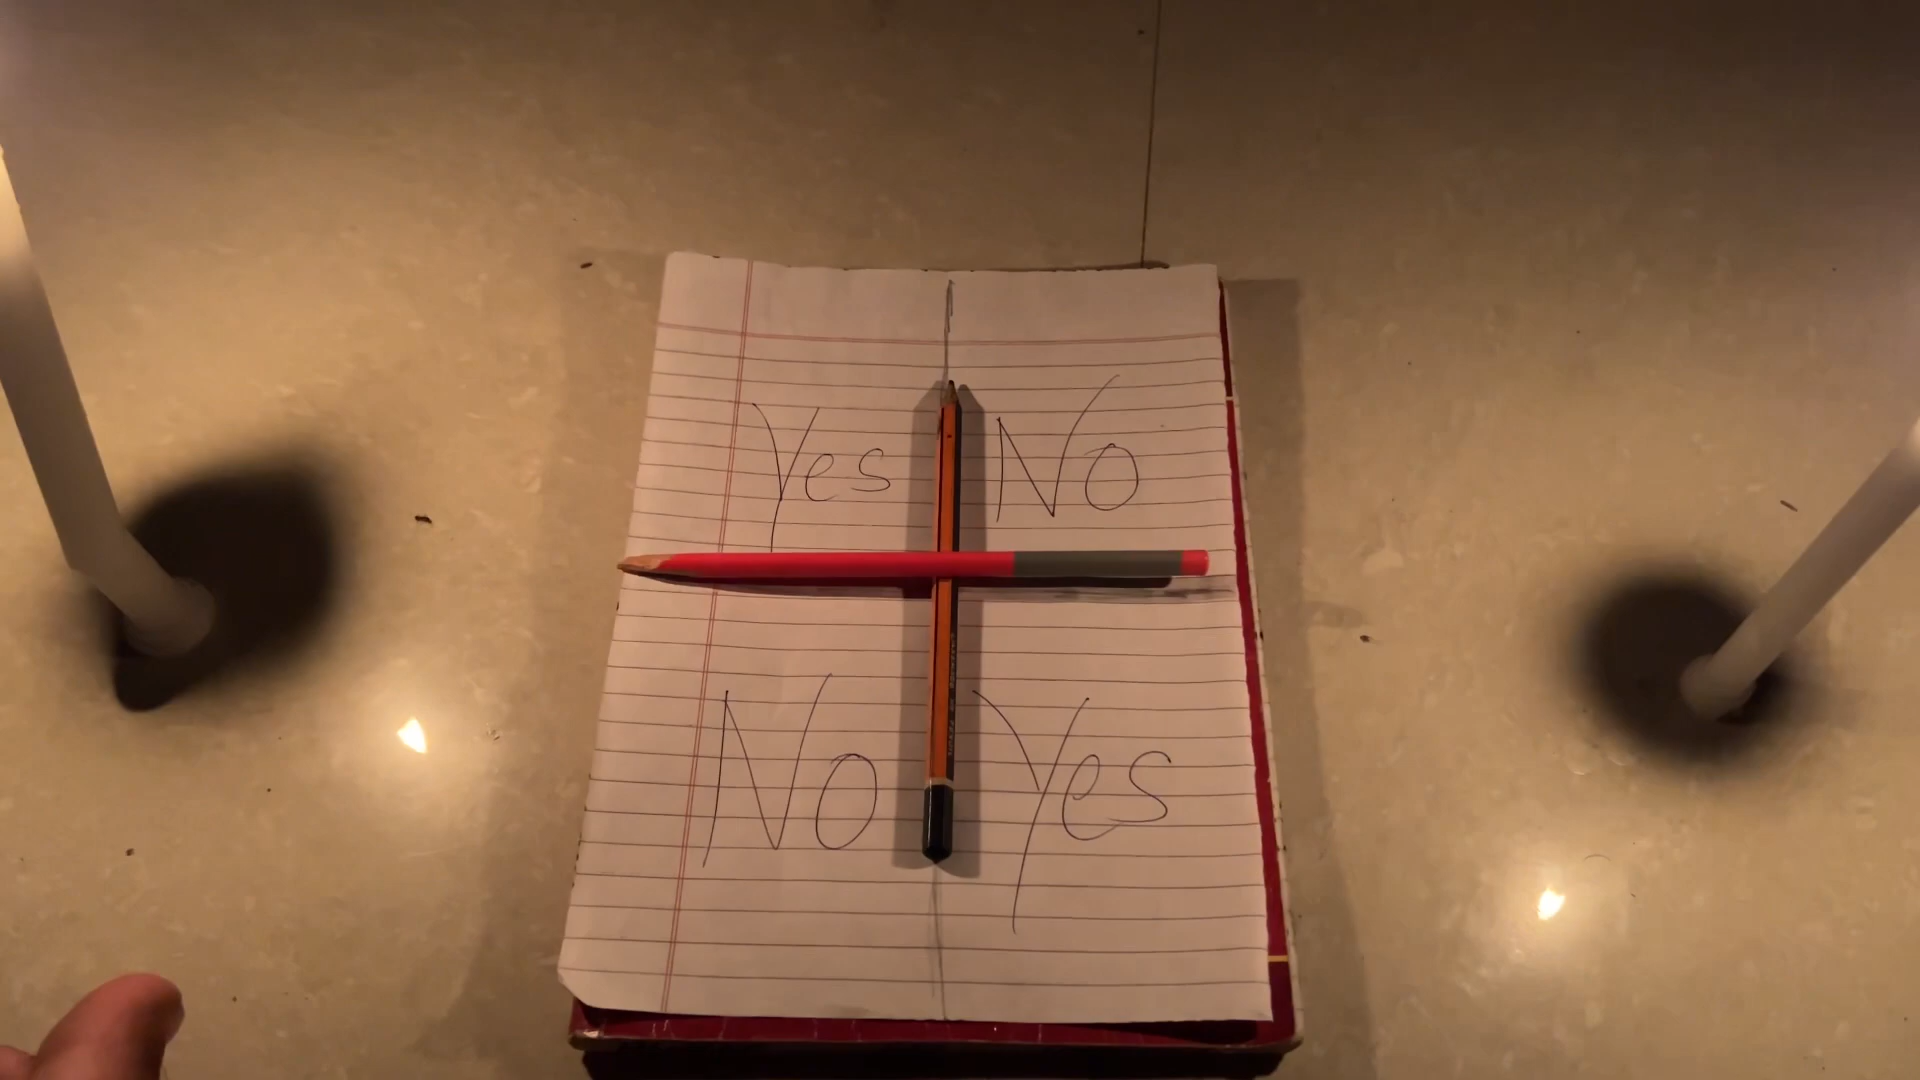 Yes No
No Yes